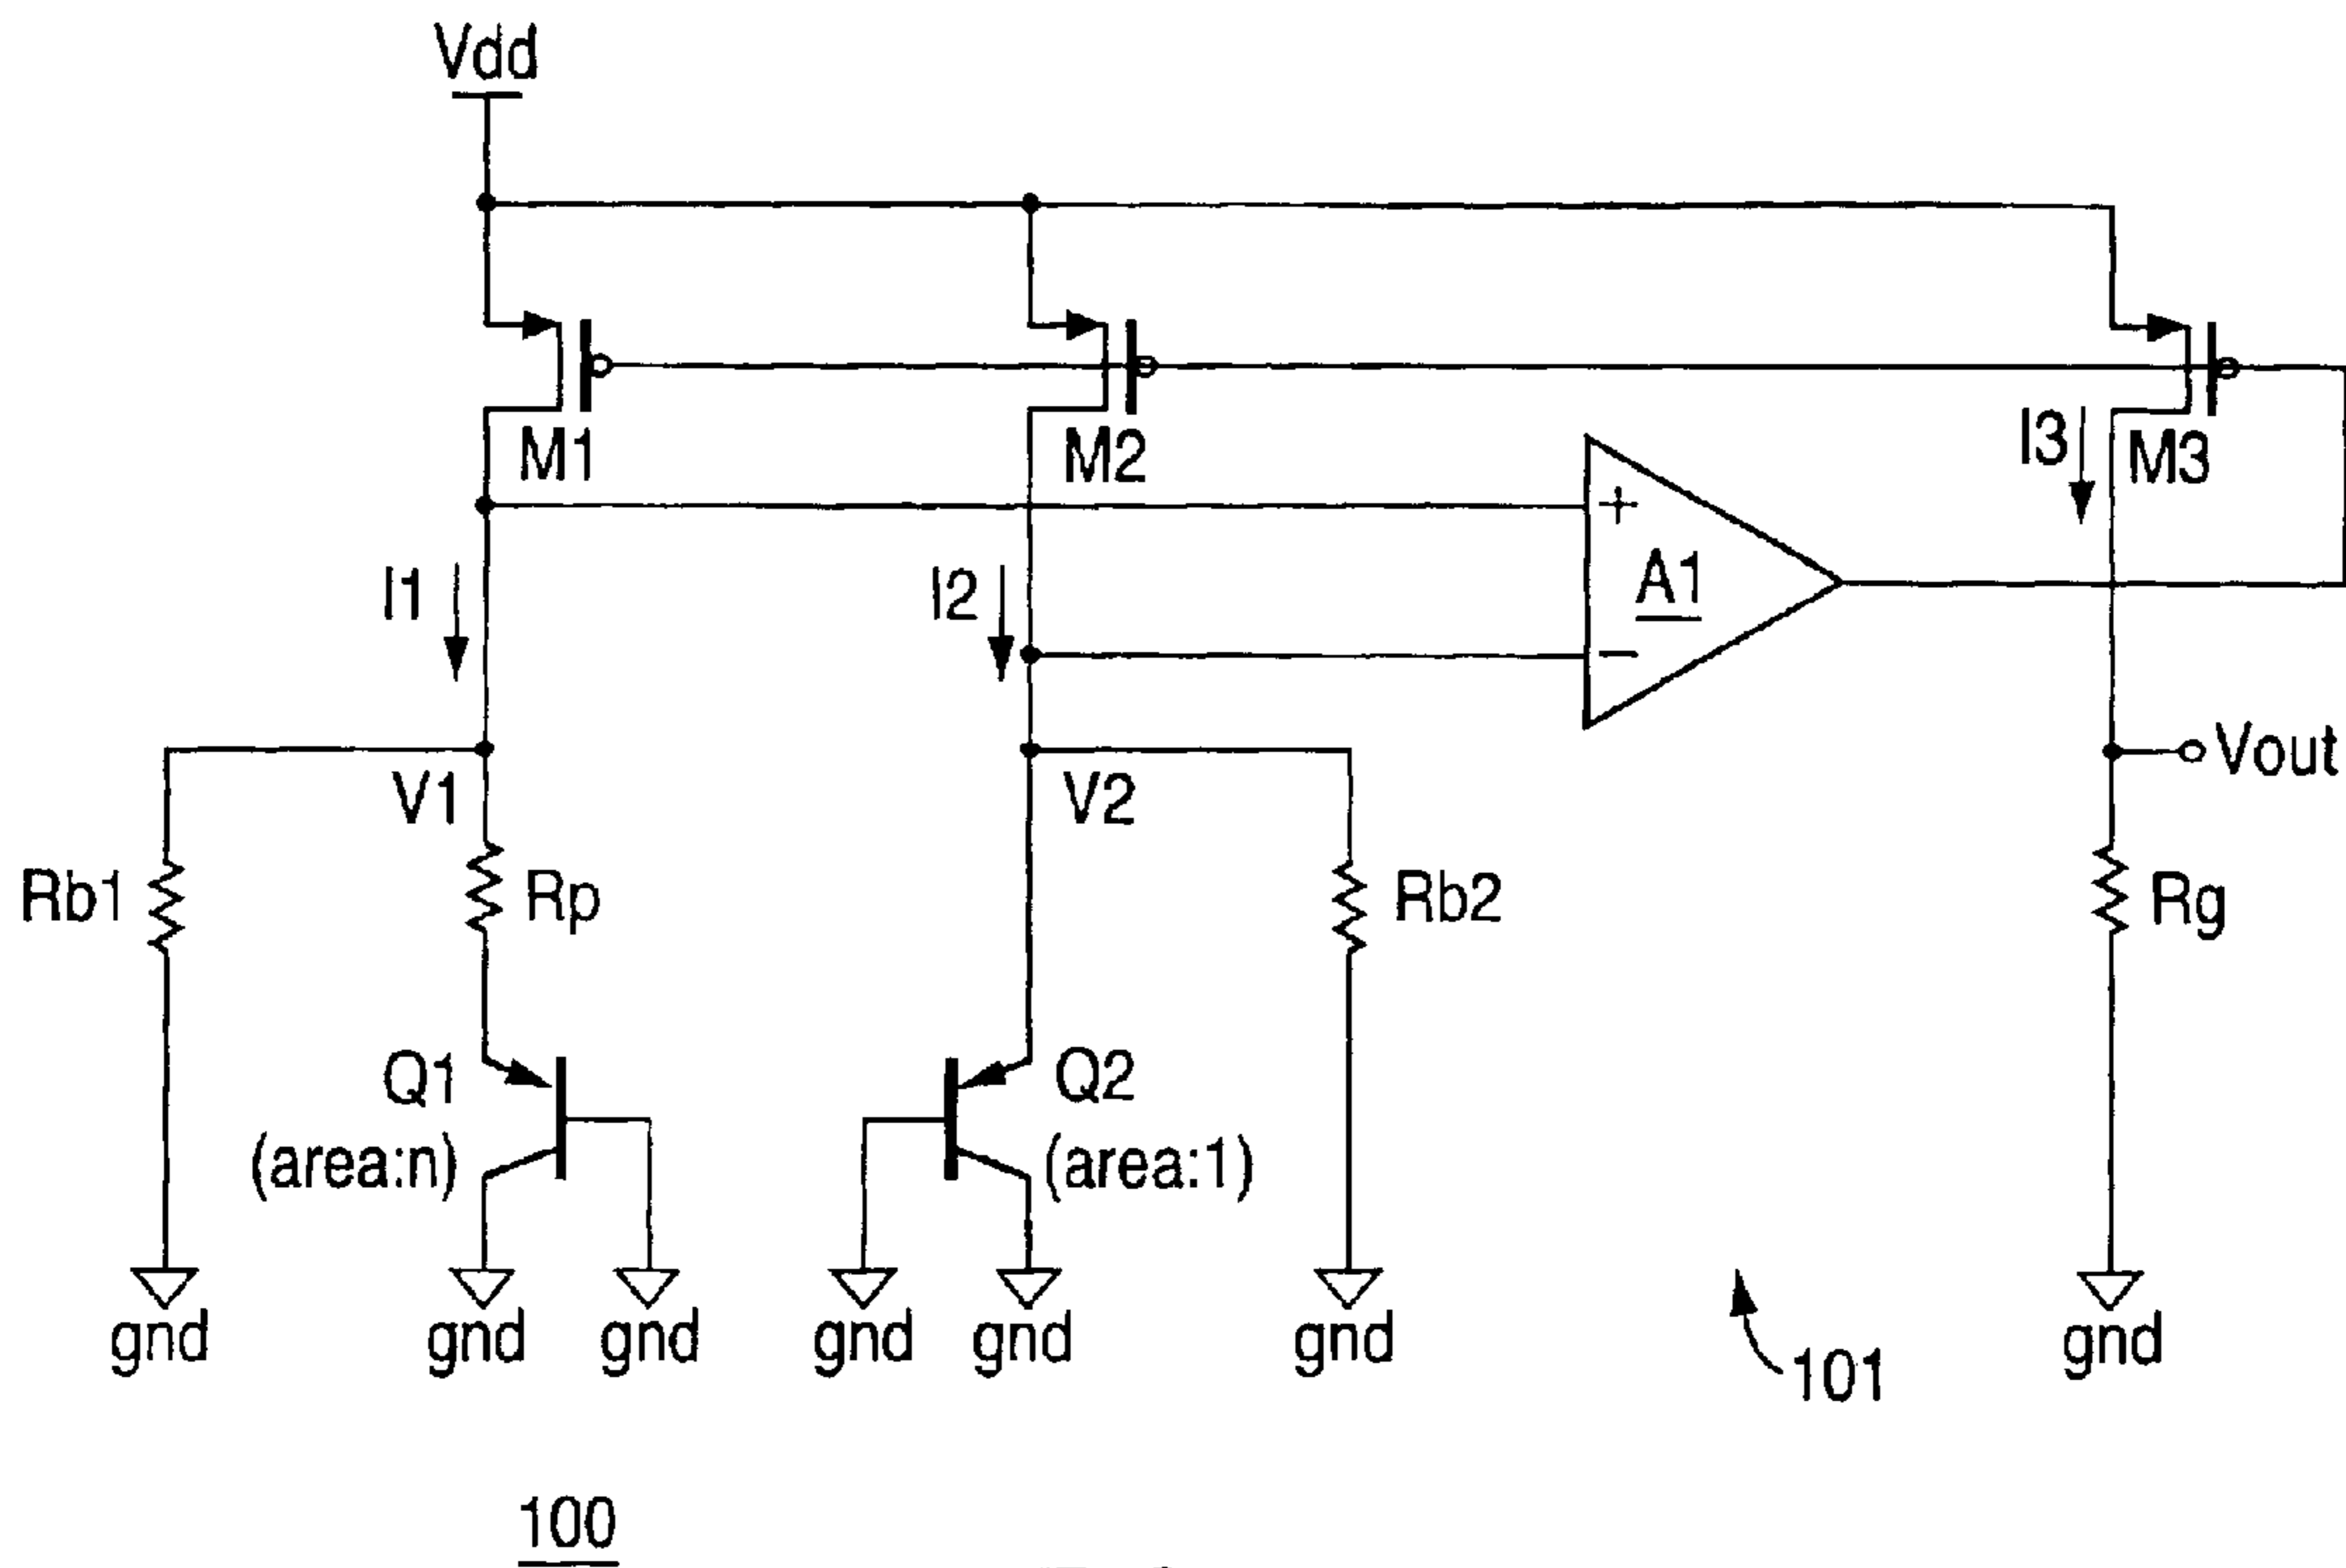 Vdd
M1
M2
I3
M3
+
A1
−
I1
I2
V1
V2
Vout
Rb1
Rp
Rb2
Rg
Q1
(area:n)
Q2
(area:1)
gnd
gnd
gnd
gnd
gnd
gnd
gnd
101
100